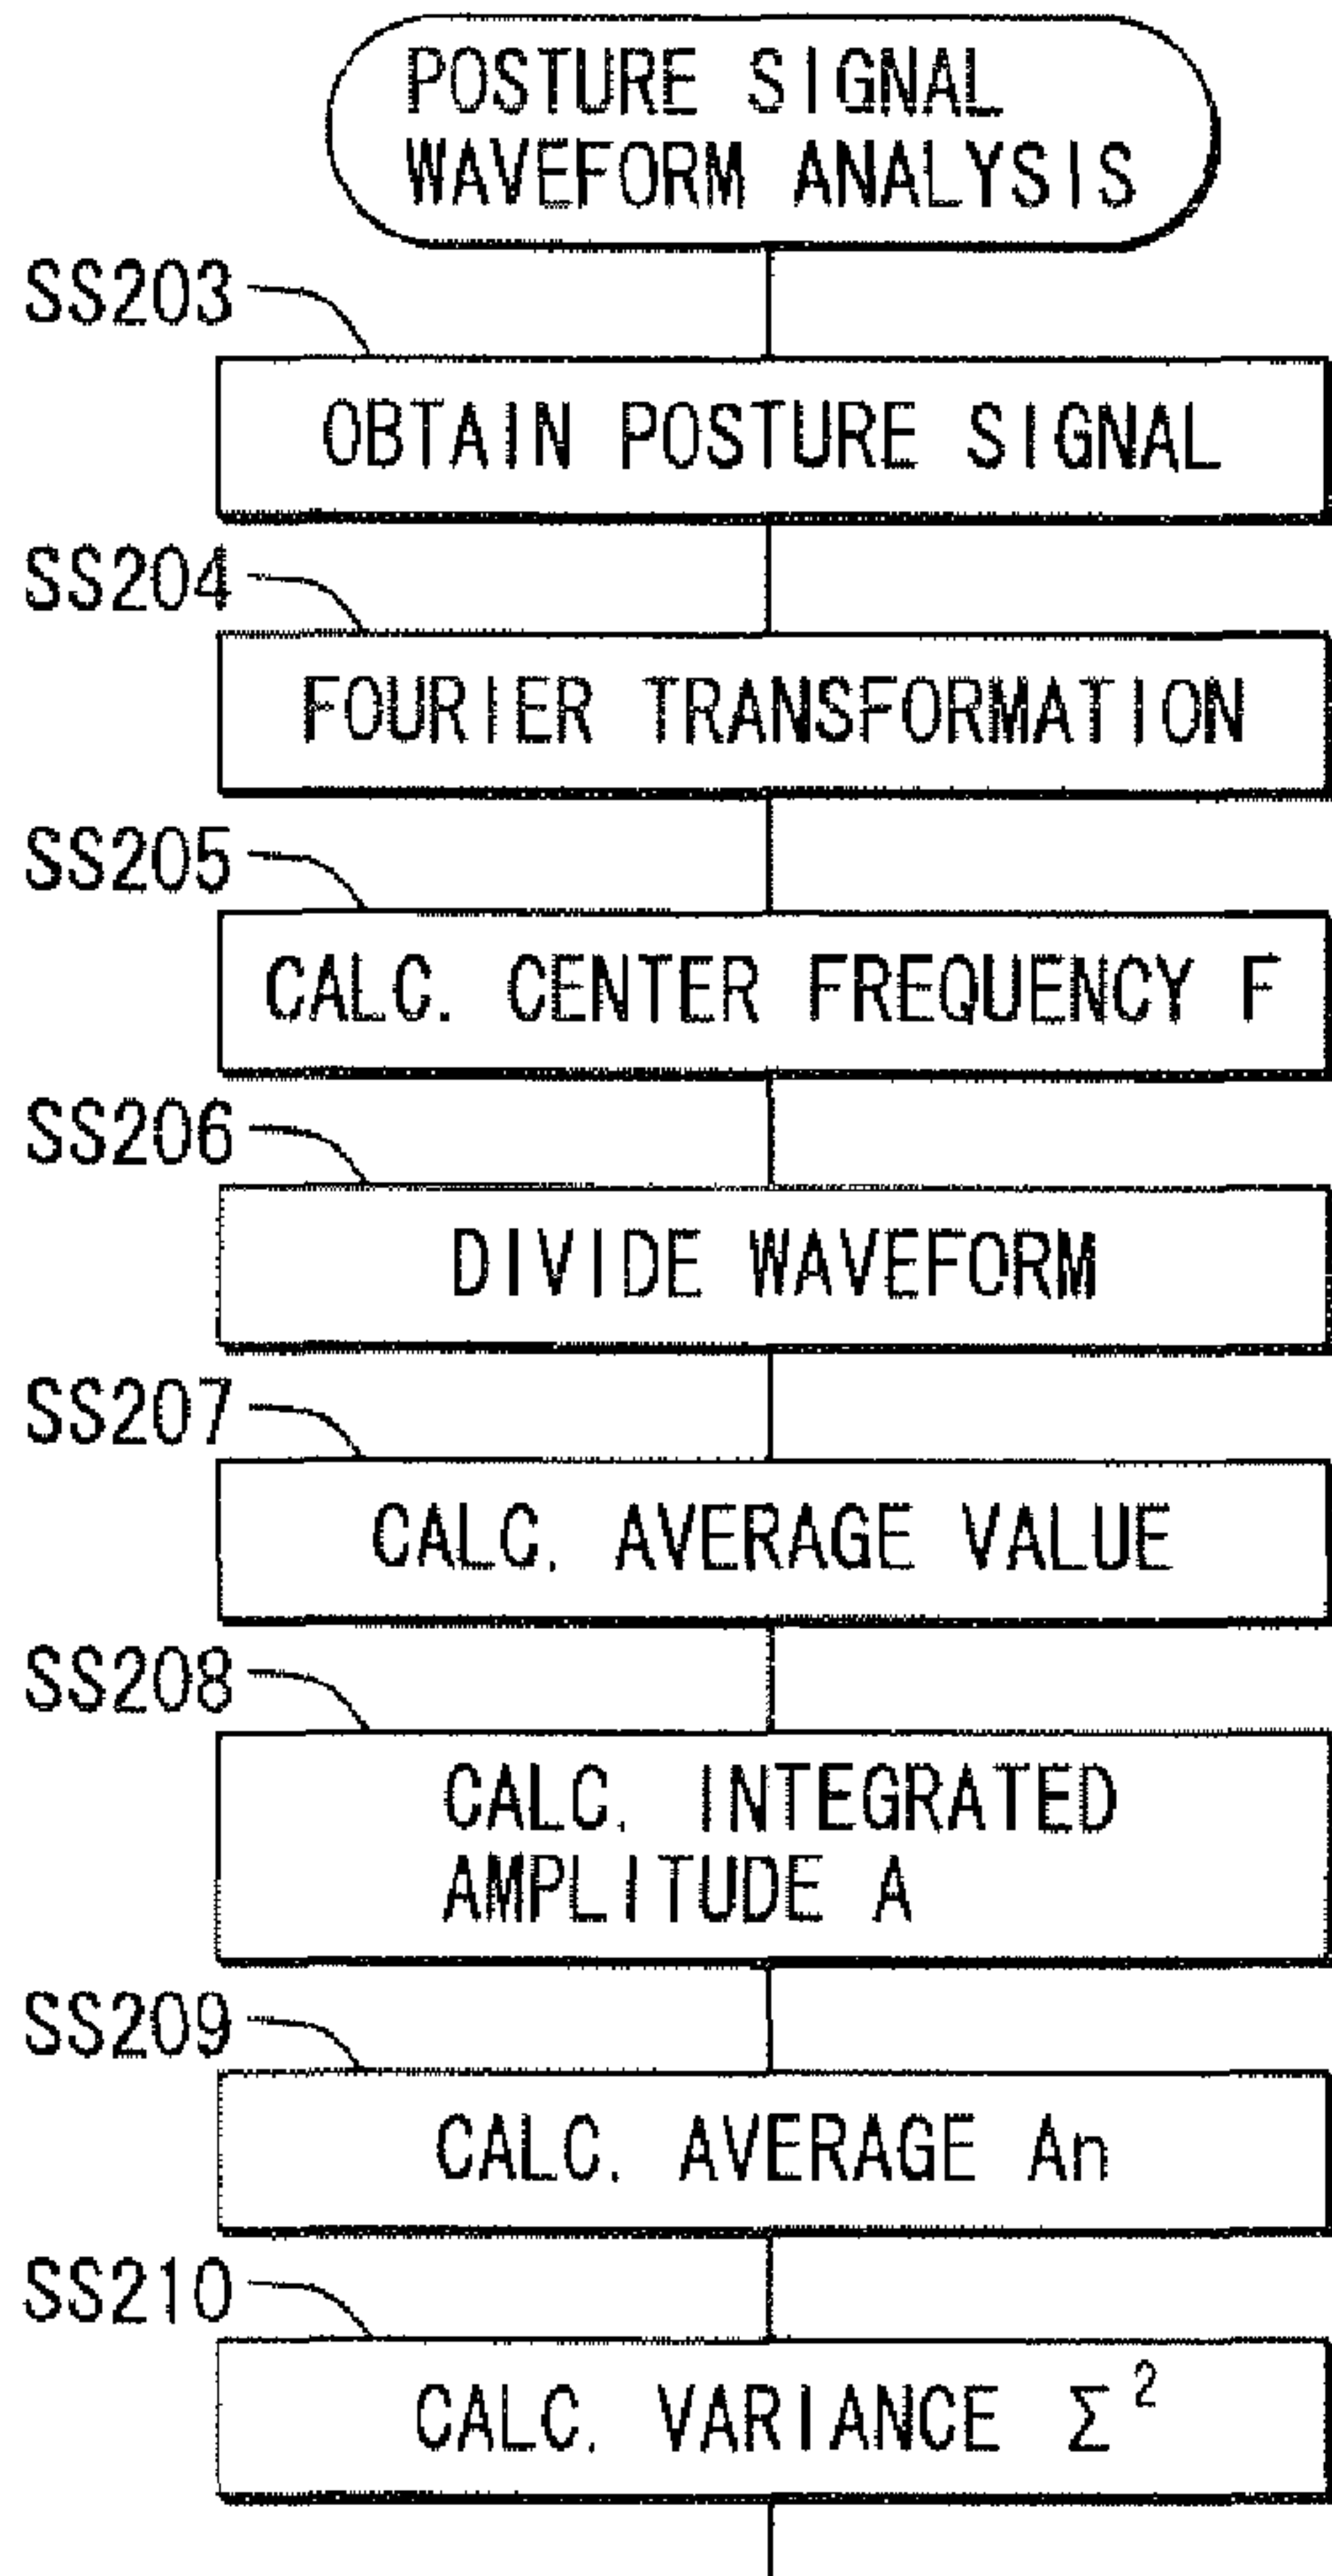 POSTURE SIGNAL
WAVEFORM ANALYSIS
SS203
OBTAIN POSTURE SIGNAL
SS204
FOURIER TRANSFORMATION
SS205
CALC. CENTER FREQUENCY F
SS206
DIVIDE WAVEFORM
SS207
CALC. AVERAGE VALUE
SS208
CALC. INTEGRATED
AMPLITUDE A
SS209
CALC. AVERAGE An
SS210
CALC. VARIANCE Σ²